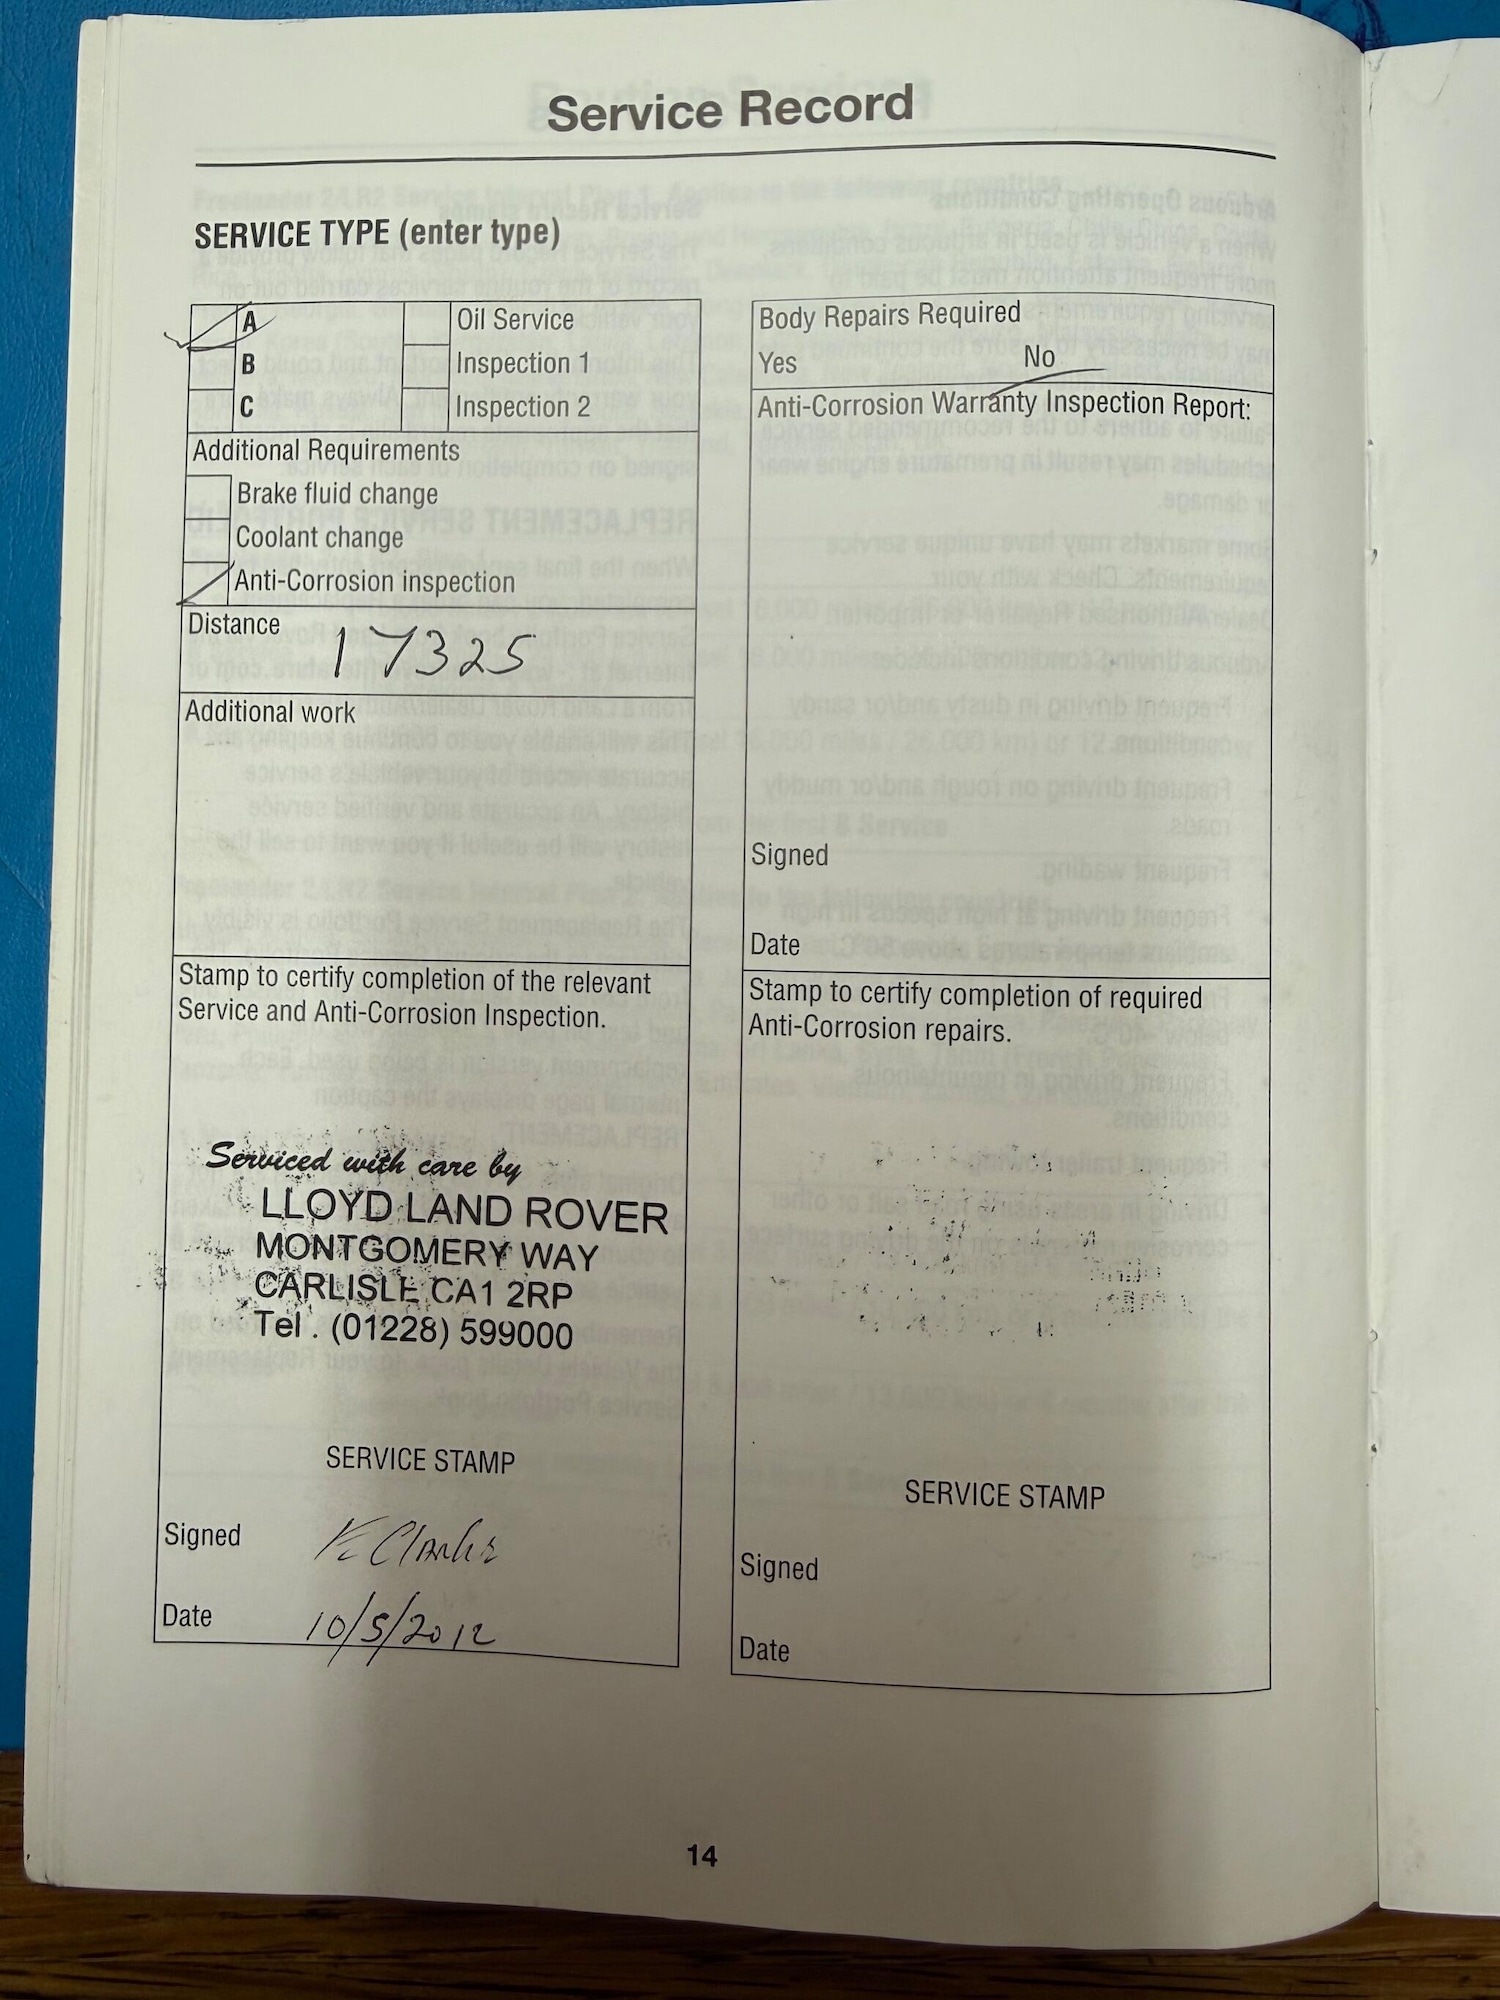 Service Record
SERVICE TYPE (enter type)
A
Oil Service
B
Inspection 1
C
Inspection 2
Additional Requirements
Brake fluid change
Coolant change
Anti-Corrosion inspection
Distance
17325
Additional work
Stamp to certify completion of the relevant
Service and Anti-Corrosion Inspection.
Serviced with care by
LLOYD LAND ROVER
MONTGOMERY WAY
CARLISLE CA1 2RP
Tel . (01228) 599000
SERVICE STAMP
Signed
Date
10/5/2012
Body Repairs Required
Yes No
Anti-Corrosion Warranty Inspection Report:
Signed
Date
Stamp to certify completion of required
Anti-Corrosion repairs.
SERVICE STAMP
Signed
Date
14